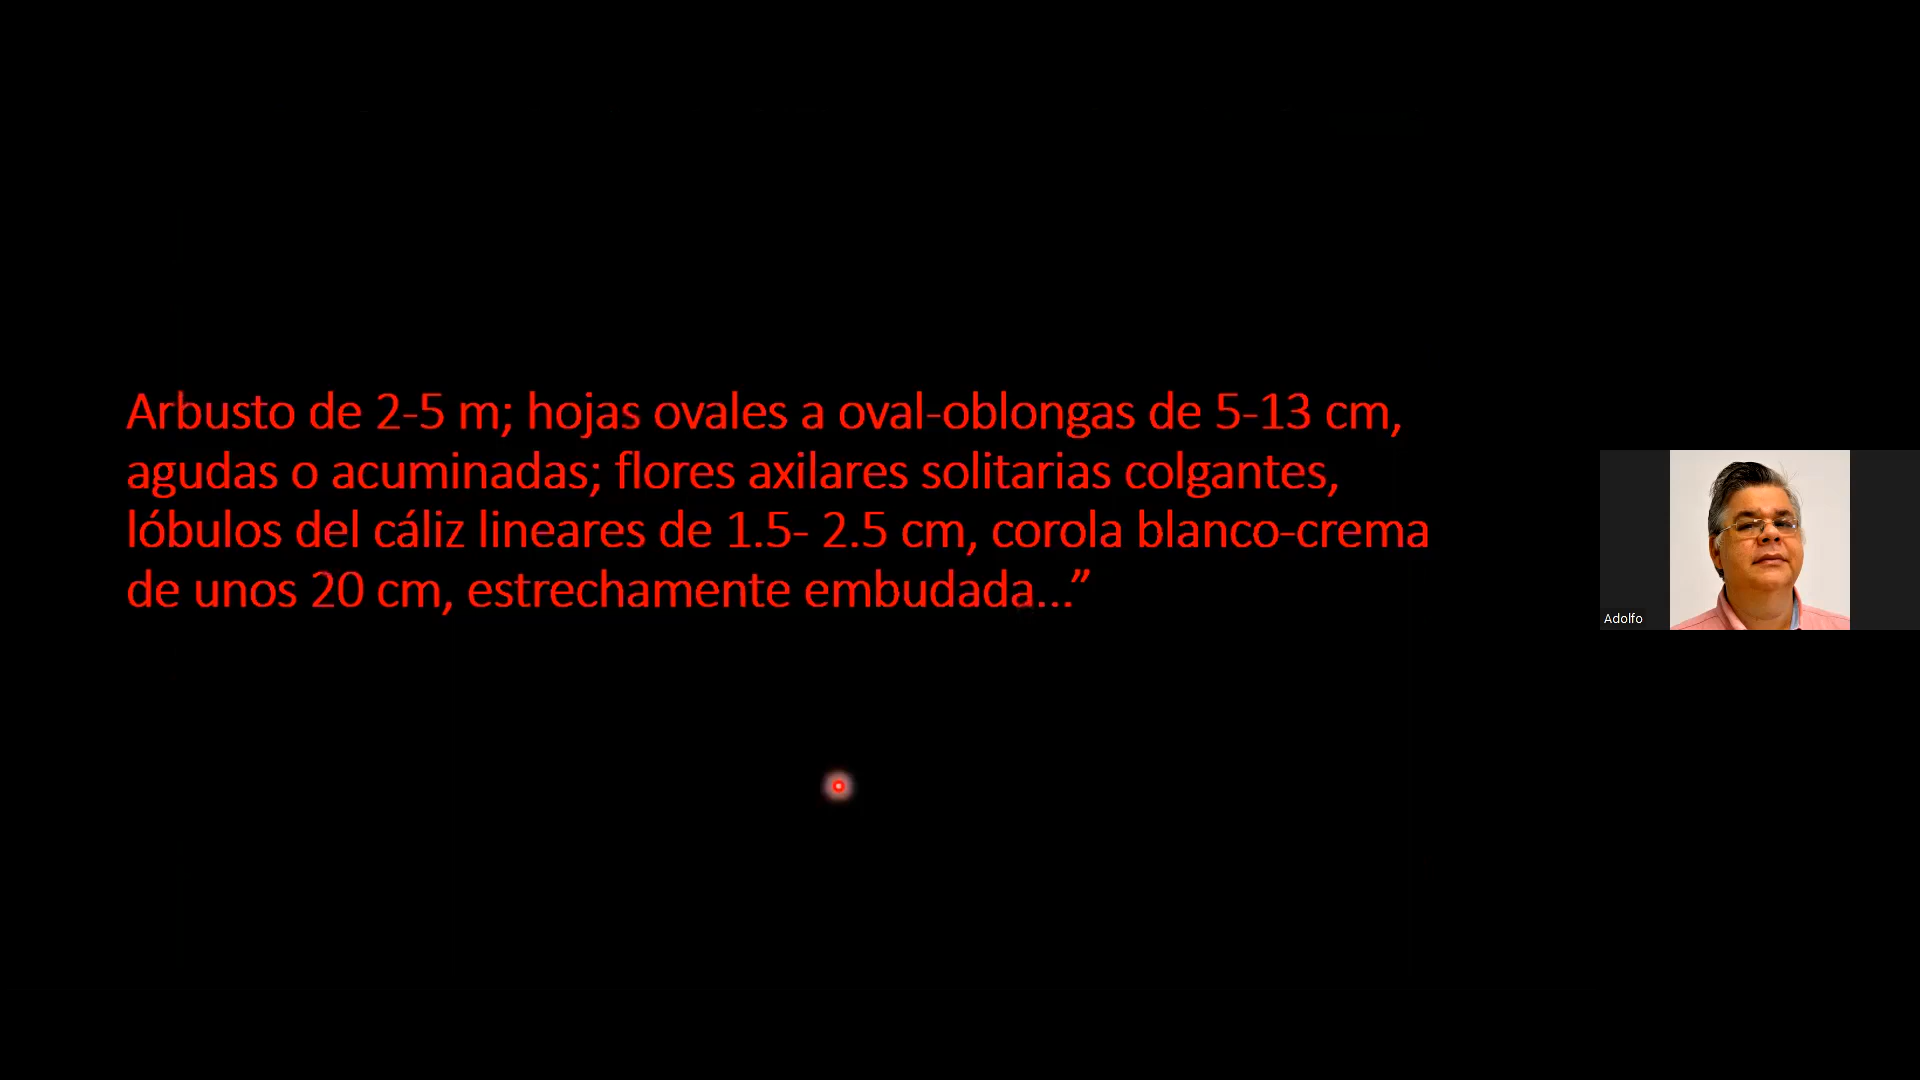 Arbusto de 2-5 m; hojas ovales a oval-oblongas de 5-13 cm,
agudas o acuminadas; flores axilares solitarias colgantes,
lóbulos del cáliz lineares de 1.5- 2.5 cm, corola blanco-crema
de unos 20 cm, estrechamente embudada...”
Adolfo